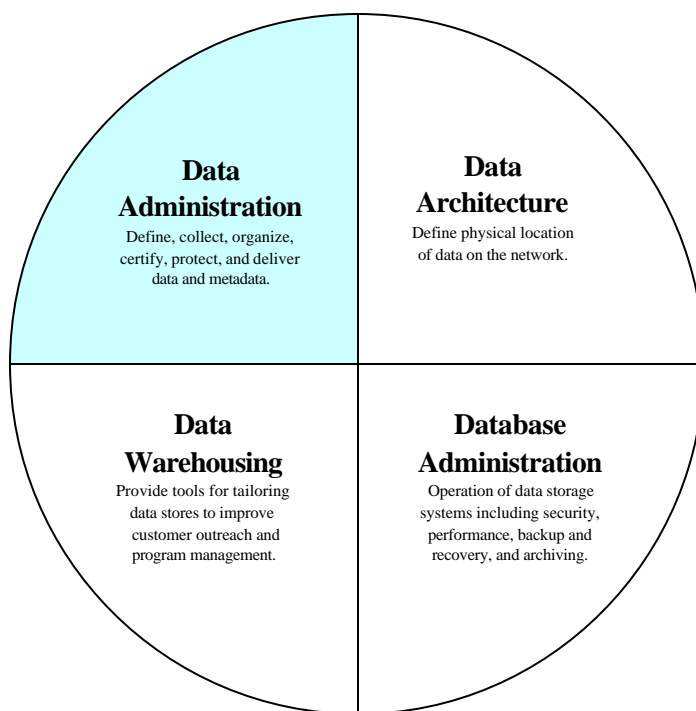 Data
Administration
Define, collect, organize,
certify, protect, and deliver
data and metadata.
Data
Architecture
Define physical location
of data on the network.
Data
Warehousing
Provide tools for tailoring
data stores to improve
customer outreach and
program management.
Database
Administration
Operation of data storage
systems including security,
performance, backup and
recovery, and archiving.